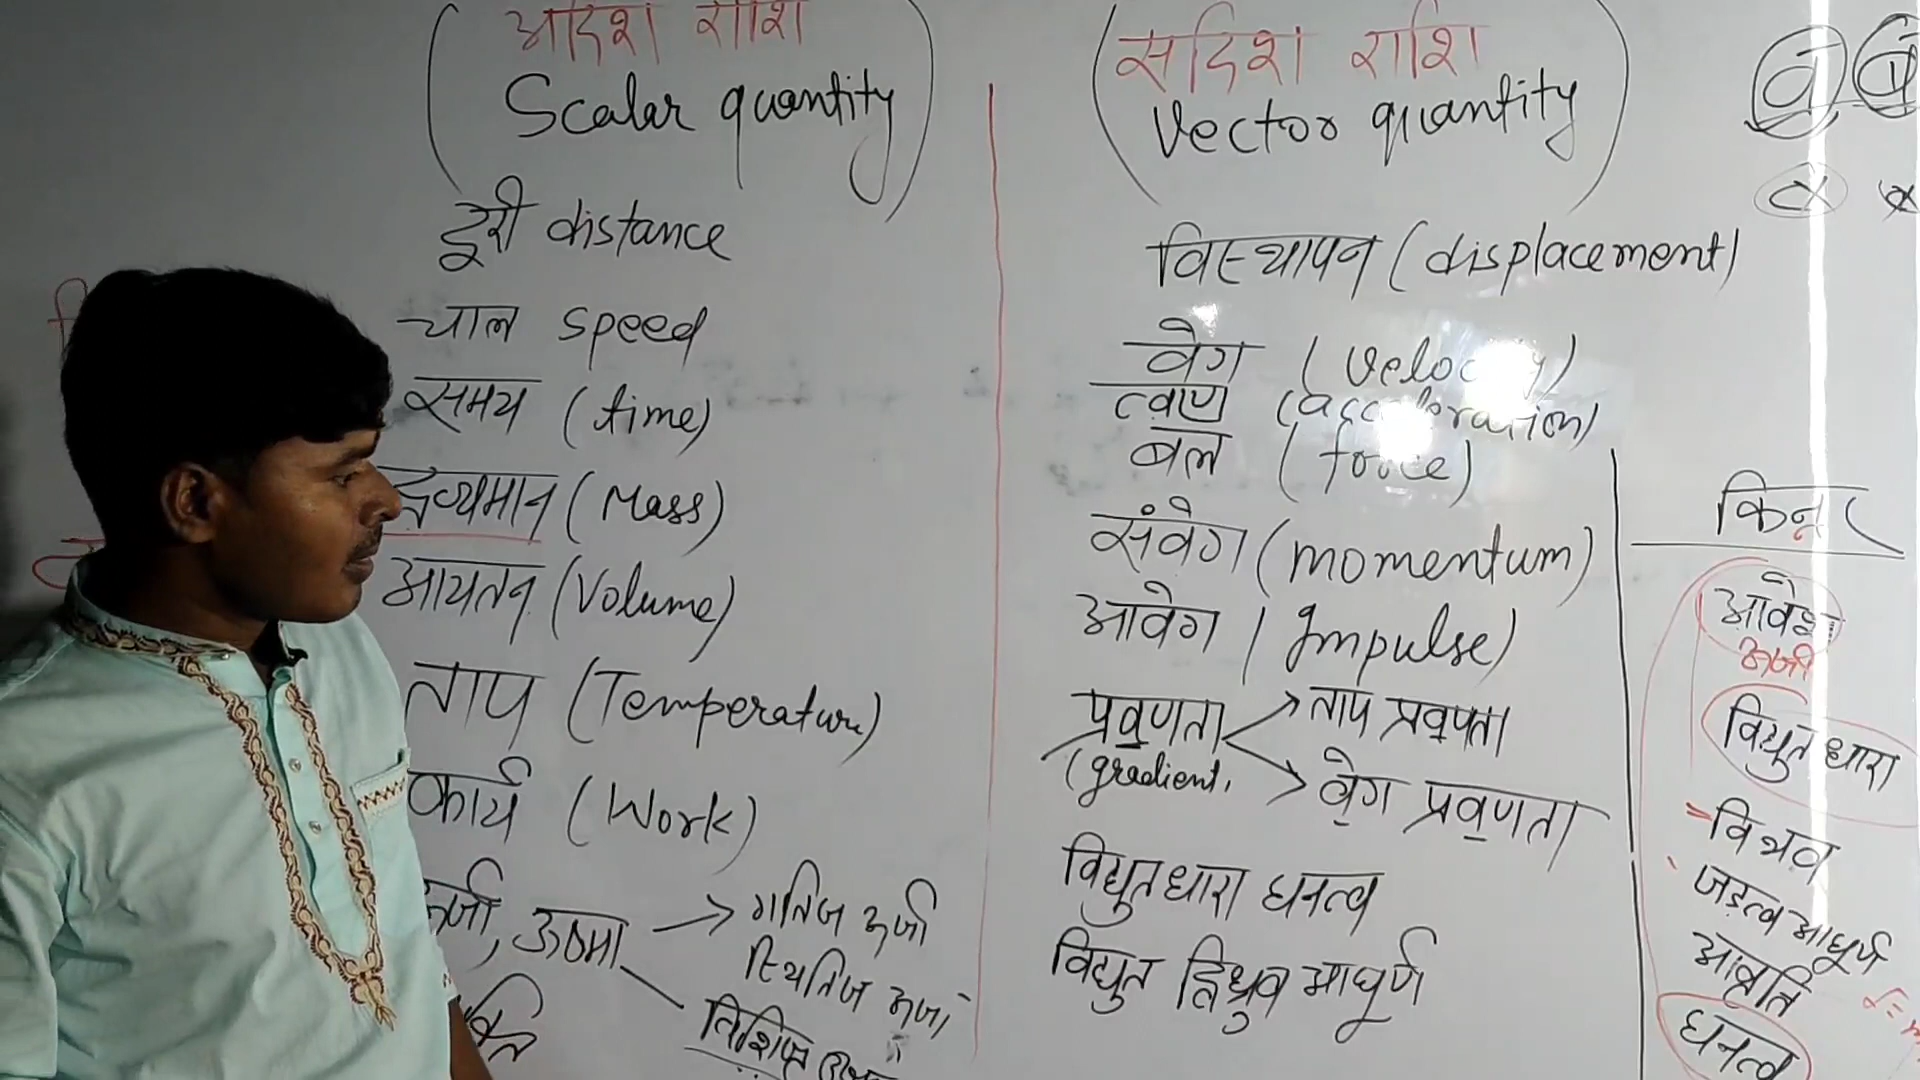 अदिश राशि
Scalar quantity
दूरी distance
चाल speed
समय (time)
द्रव्यमान (Mass)
आयतन (Volume)
ताप (Temperature)
कार्य (Work)
ऊष्मा → गतिज ऊर्जा
स्थितिज ऊर्जा
सदिश राशि
Vector quantity
विस्थापन (displacement)
वेग (velocity)
त्वरण (acceleration)
बल (force)
संवेग (momentum)
आवेग (Impulse)
प्रवणता → ताप प्रवणता
(gradient, → वेग प्रवणता
विद्युत धारा घनत्व
विद्युत द्विध्रुव आघूर्ण
किन्नर
आवेश
ऊर्जा
विद्युत धारा
विभव
जड़त्व आघूर्ण
आवृति
घनत्व